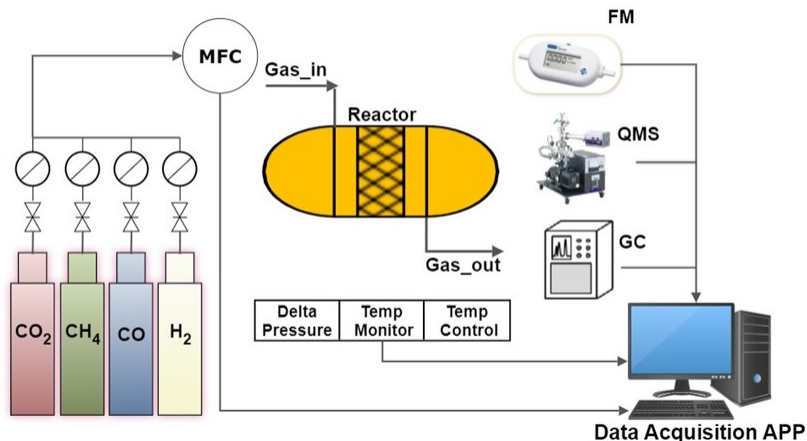 FM
MFC
Gas_in
Reactor
QMS
GC
Gas_out
Delta Pressure
Temp Monitor
Temp Control
CO₂
CH₄
CO
H₂
Data Acquisition APP